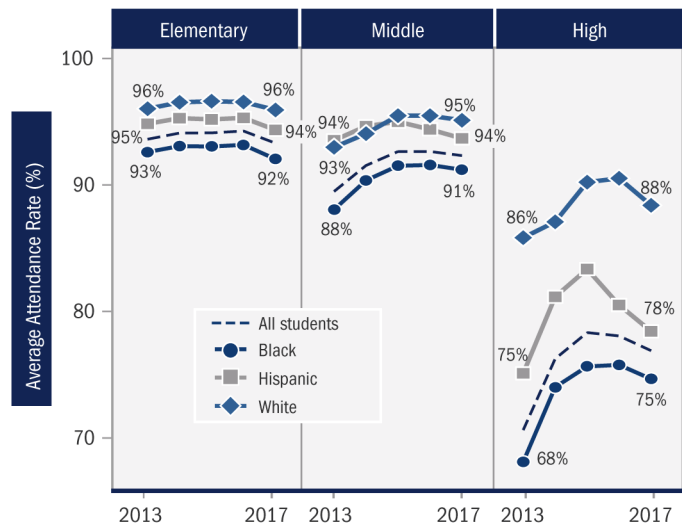 Elementary Middle High
Average Attendance Rate (%)
100
90
80
70
96% 96%
95% 94%
93% 92%
94% 95%
93% 94%
88% 91%
86% 88%
75% 78%
68% 75%
All students
Black
Hispanic
White
2013 2017 2013 2017 2013 2017